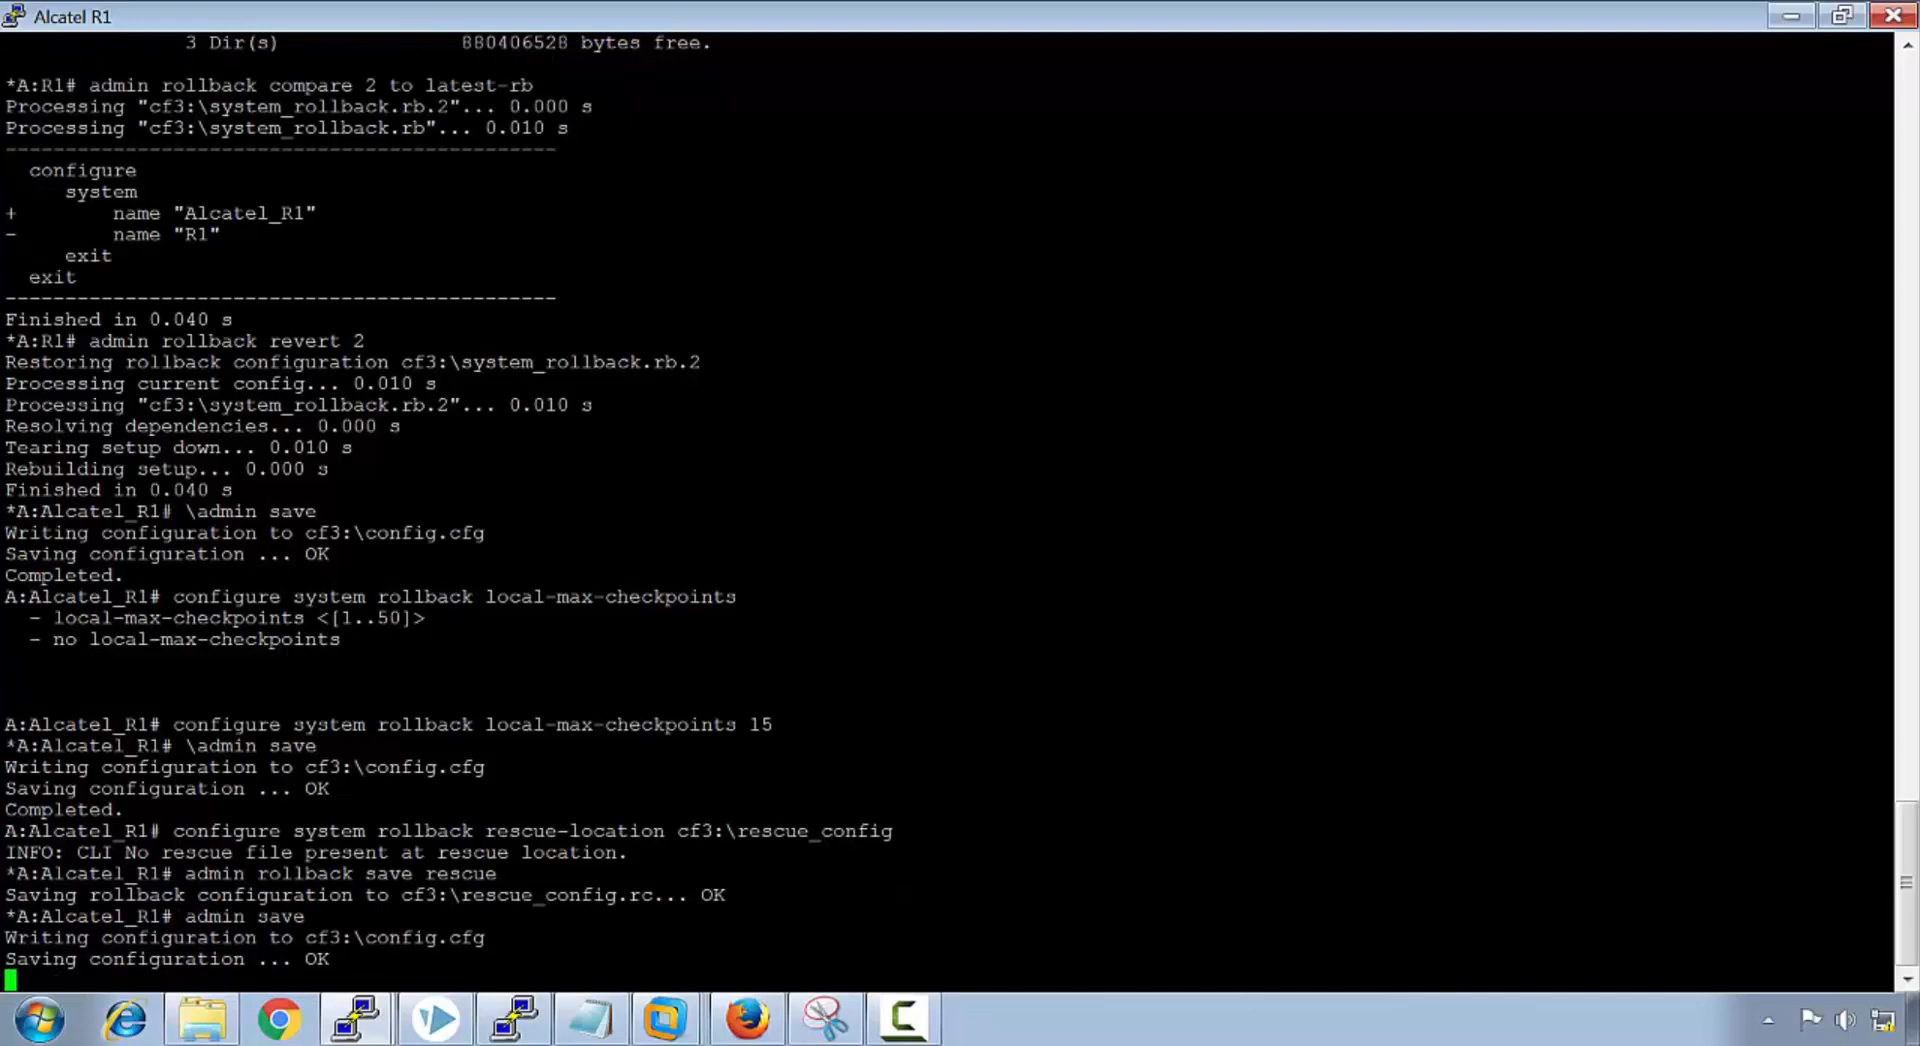 Alcatel R1
3 Dir(s) 880406528 bytes free.
*A:R1# admin rollback compare 2 to latest-rb
Processing "cf3:\system_rollback.rb.2"... 0.000 s
Processing "cf3:\system_rollback.rb"... 0.010 s
----------------------------------------------
configure
system
+ name "Alcatel_R1"
- name "R1"
exit
exit
----------------------------------------------
Finished in 0.040 s
*A:R1# admin rollback revert 2
Restoring rollback configuration cf3:\system_rollback.rb.2
Processing current config... 0.010 s
Processing "cf3:\system_rollback.rb.2"... 0.010 s
Resolving dependencies... 0.000 s
Tearing setup down... 0.010 s
Rebuilding setup... 0.000 s
Finished in 0.040 s
*A:Alcatel_R1# \admin save
Writing configuration to cf3:\config.cfg
Saving configuration ... OK
Completed.
A:Alcatel_R1# configure system rollback local-max-checkpoints
- local-max-checkpoints <[1..50]>
- no local-max-checkpoints
A:Alcatel_R1# configure system rollback local-max-checkpoints 15
*A:Alcatel_R1# \admin save
Writing configuration to cf3:\config.cfg
Saving configuration ... OK
Completed.
A:Alcatel_R1# configure system rollback rescue-location cf3:\rescue_config
INFO: CLI No rescue file present at rescue location.
*A:Alcatel_R1# admin rollback save rescue
Saving rollback configuration to cf3:\rescue_config.rc... OK
*A:Alcatel_R1# admin save
Writing configuration to cf3:\config.cfg
Saving configuration ... OK